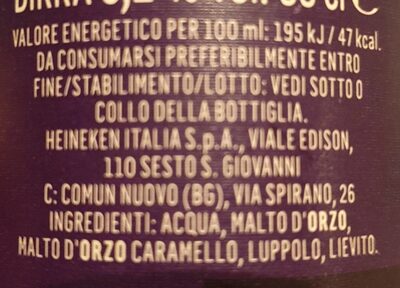 BIRRA
VALORE ENERGETICO PER 100 ml: 195 kJ / 47 kcal.
DA CONSUMARSI PREFERIBILMENTE ENTRO
FINE/STABILIMENTO/LOTTO: VEDI SOTTO O
COLLO DELLA BOTTIGLIA.
HEINEKEN ITALIA S.p.A., VIALE EDISON,
110 SESTO S. GIOVANNI
C: COMUN NUOVO (BG), VIA SPIRANO, 26
INGREDIENTI: ACQUA, MALTO D'ORZO,
MALTO D'ORZO CARAMELLO, LUPPOLO, LIEVITO.